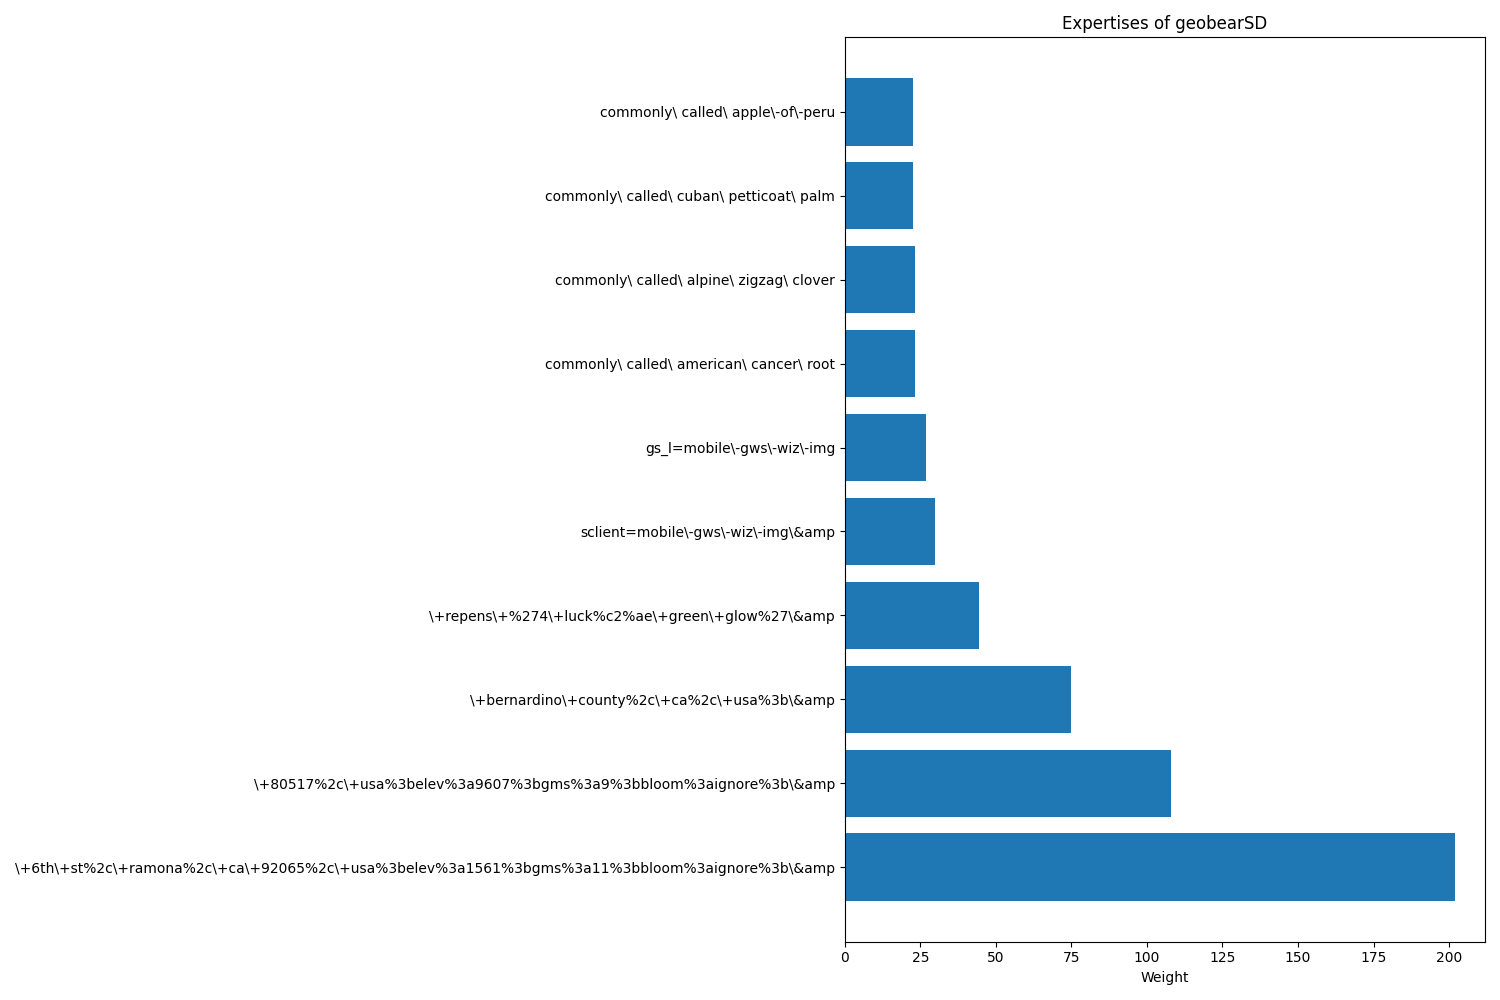 Expertises of geobearSD
commonly\ called\ apple\-of\-peru
commonly\ called\ cuban\ petticoat\ palm
commonly\ called\ alpine\ zigzag\ clover
commonly\ called\ american\ cancer\ root
gs_l=mobile\-gws\-wiz\-img
sclient=mobile\-gws\-wiz\-img\&amp
\+repens\+%274\+luck%c2%ae\+green\+glow%27\&amp
\+bernardino\+county%2c\+ca%2c\+usa%3b\&amp
\+80517%2c\+usa%3belev%3a9607%3bgms%3a9%3bbloom%3aignore%3b\&amp
\+6th\+st%2c\+ramona%2c\+ca\+92065%2c\+usa%3belev%3a1561%3bgms%3a11%3bbloom%3aignore%3b\&amp
0 25 50 75 100 125 150 175 200
Weight